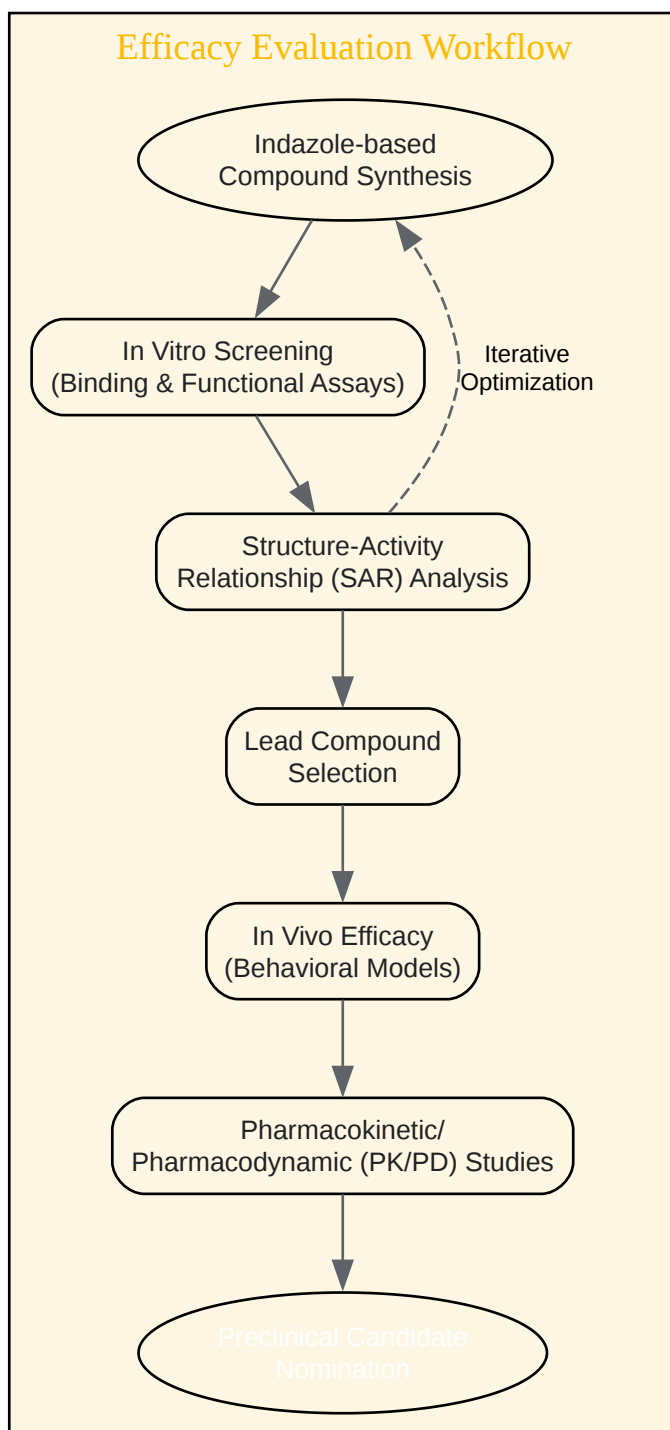 Efficacy Evaluation Workflow
Indazole-based
Compound Synthesis
In Vitro Screening
(Binding & Functional Assays)
Iterative
Optimization
Structure-Activity
Relationship (SAR) Analysis
Lead Compound
Selection
In Vivo Efficacy
(Behavioral Models)
Pharmacokinetic/
Pharmacodynamic (PK/PD) Studies
Preclinical Candidate
Nomination